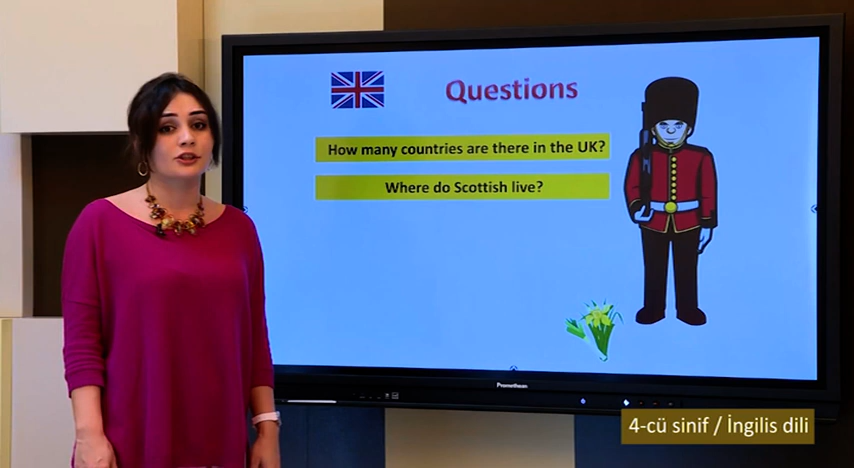 Questions
How many countries are there in the UK?
Where do Scottish live?
Promethean
4-cü sinif / İngilis dili